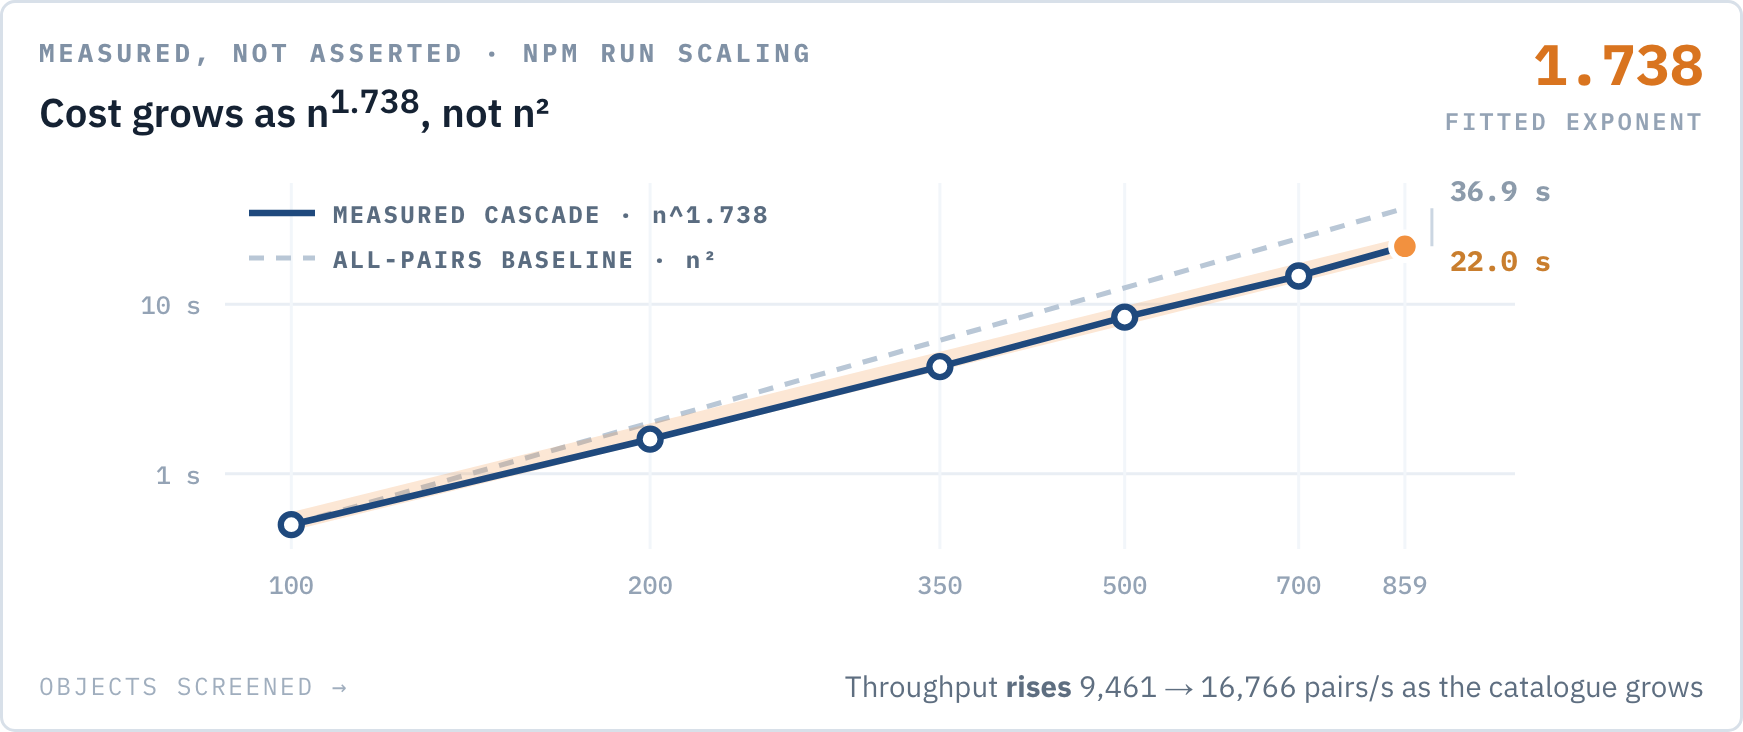 MEASURED, NOT ASSERTED · NPM RUN SCALING
1.738
Cost grows as n^1.738, not n²
FITTED EXPONENT
36.9 s
MEASURED CASCADE · n^1.738
ALL-PAIRS BASELINE · n²
22.0 s
10 s
1 s
100 200 350 500 700 859
OBJECTS SCREENED →
Throughput rises 9,461 → 16,766 pairs/s as the catalogue grows